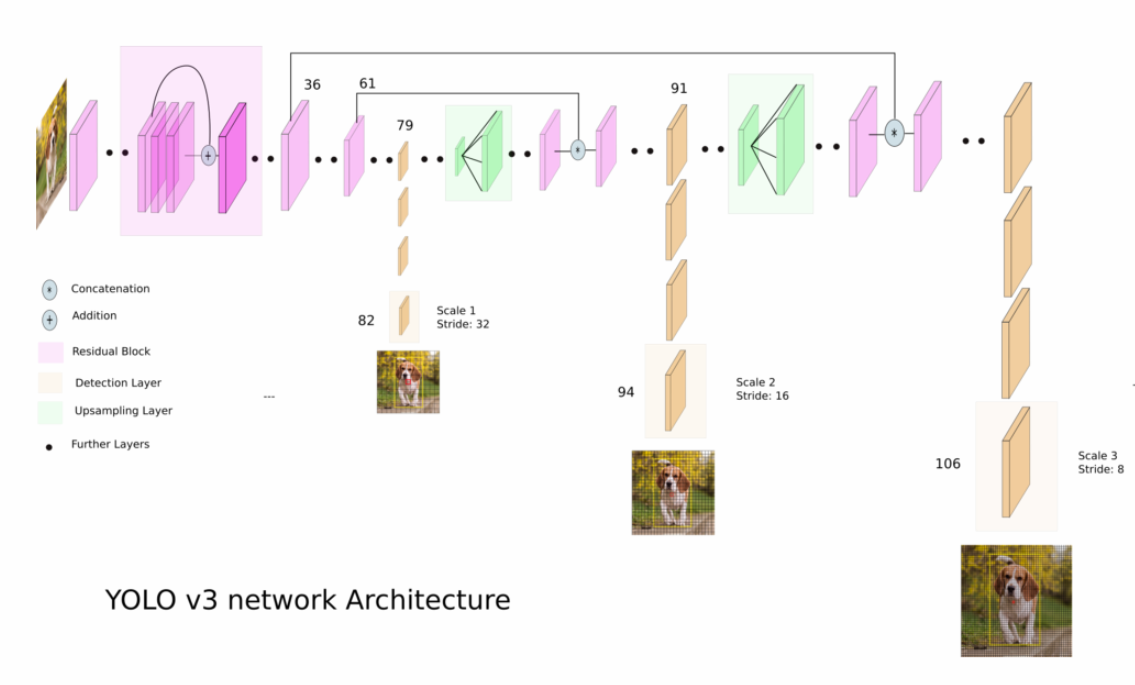 36
61
91
79
*
+
*
* Concatenation
+ Addition
Residual Block
Detection Layer
Upsampling Layer
Further Layers
---
82
Scale 1
Stride: 32
94
Scale 2
Stride: 16
106
Scale 3
Stride: 8
YOLO v3 network Architecture